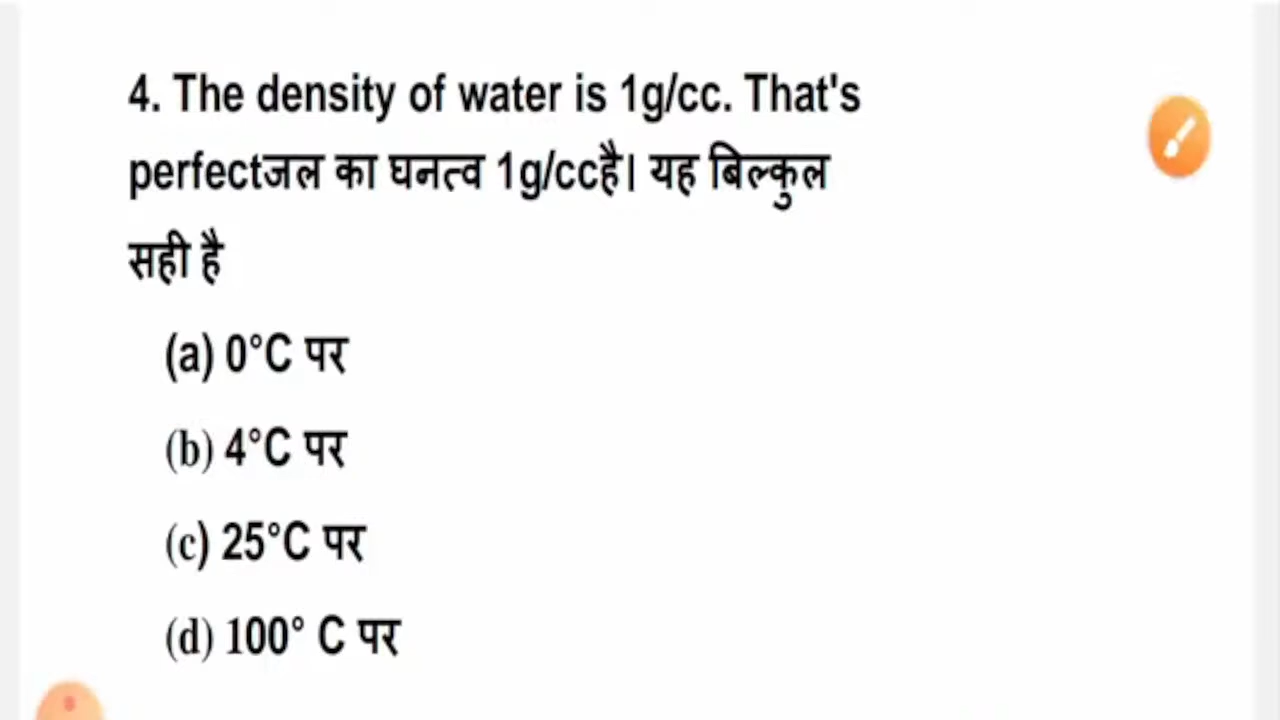 4. The density of water is 1g/cc. That's
perfectजल का घनत्व 1g/ccहै। यह बिल्कुल
सही है
(a) 0°C पर
(b) 4°C पर
(c) 25°C पर
(d) 100° C पर